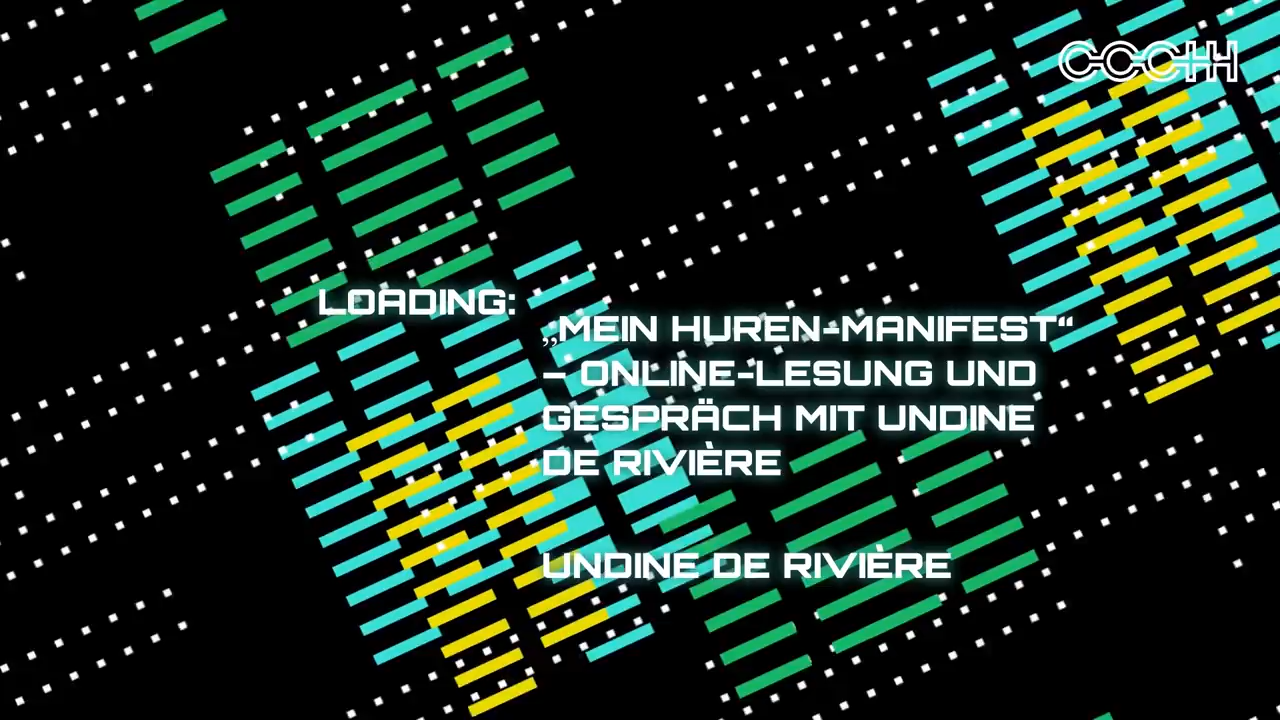 CCCHH
LOADING:
„MEIN HUREN-MANIFEST“
– ONLINE-LESUNG UND
GESPRÄCH MIT UNDINE
DE RIVIÈRE
UNDINE DE RIVIÈRE